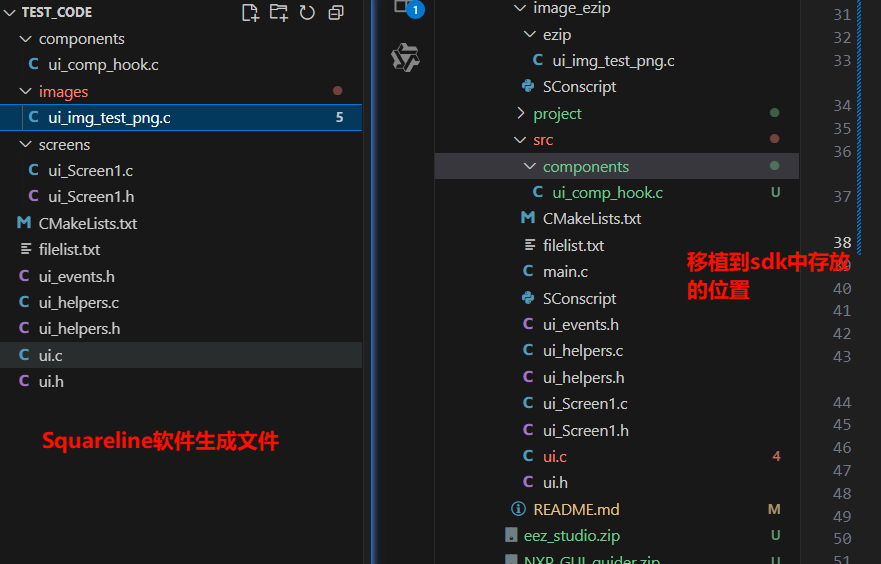 TEST_CODE
components
C ui_comp_hook.c
images
C ui_img_test_png.c 5
screens
C ui_Screen1.c
C ui_Screen1.h
M CMakeLists.txt
filelist.txt
C ui_events.h
C ui_helpers.c
C ui_helpers.h
C ui.c
C ui.h
Squareline软件生成文件
1
image_ezip
ezip
C ui_img_test_png.c
SConscript
project
src
components
C ui_comp_hook.c U
M CMakeLists.txt
filelist.txt
C main.c
SConscript
C ui_events.h
C ui_helpers.c
C ui_helpers.h
C ui_Screen1.c
C ui_Screen1.h
C ui.c 4
C ui.h
README.md M
eez_studio.zip U
NXP_GUI_guider.zip U
移植到sdk中存放
的位置
31
32
33
34
35
36
37
38
39
40
41
42
43
44
45
46
47
48
49
50
51